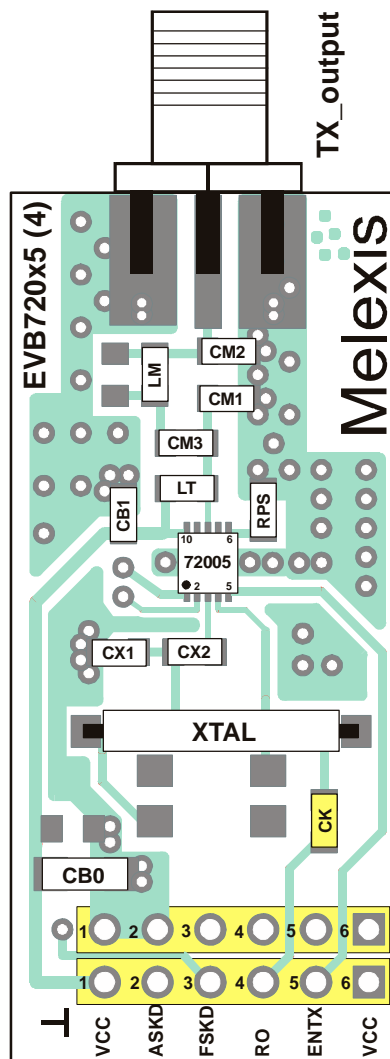 TX_output
EVB720x5 (4)
Melexis
CM2
LM
CM1
CM3
LT
CB1
RPS
10 6
72005
2 5
CX1 CX2
XTAL
CK
CB0
1 2 3 4 5 6
1 2 3 4 5 6
⊥ VCC ASKD FSKD RO ENTX VCC